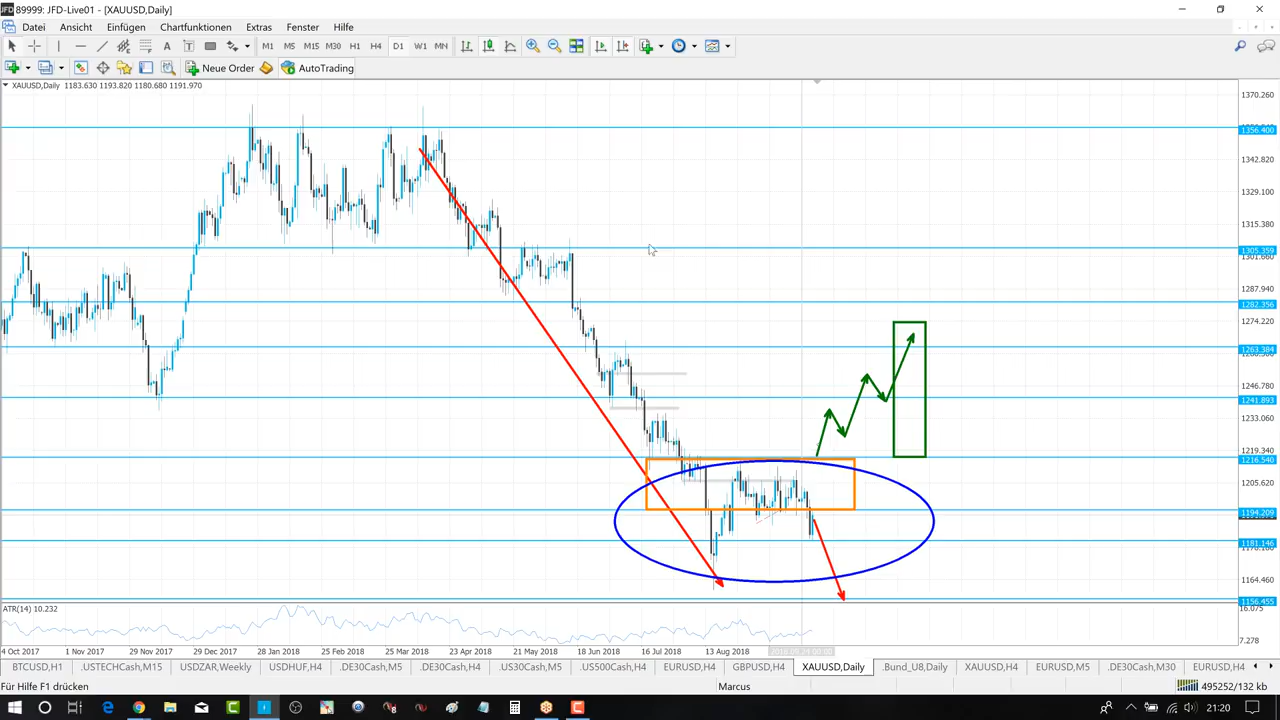 89999: JFD-Live01 - [XAUUSD,Daily]
Datei Ansicht Einfügen Chartfunktionen Extras Fenster Hilfe
M1 M5 M15 M30 H1 H4 D1 W1 MN
New Order AutoTrading
XAUUSD,Daily 1183.630 1193.820 1180.680 1191.970
1370.260
1356.400
1342.820
1329.100
1315.380
1305.359
1301.660
1287.940
1282.356
1274.220
1263.384
1246.780
1241.893
1233.060
1219.340
1216.540
1205.620
1194.209
1181.146
1178.180
1164.460
1156.455
ATR(14) 10.232
16.075
7.278
4 Oct 2017 1 Nov 2017 29 Nov 2017 29 Dec 2017 28 Jan 2018 25 Feb 2018 25 Mar 2018 23 Apr 2018 21 May 2018 18 Jun 2018 16 Jul 2018 13 Aug 2018
BTCUSD,H1 .USTECHCash,M15 USDZAR,Weekly USDHUF,H4 .DE30Cash,M5 .DE30Cash,H4 .US30Cash,M5 .US500Cash,H4 EURUSD,H4 GBPUSD,H4 XAUUSD,Daily .Bund_U8,Daily XAUUSD,H4 EURUSD,M5 .DE30Cash,M30 EURUSD,H4
Für Hilfe F1 drücken Marcus 495252/132 kb
21:20